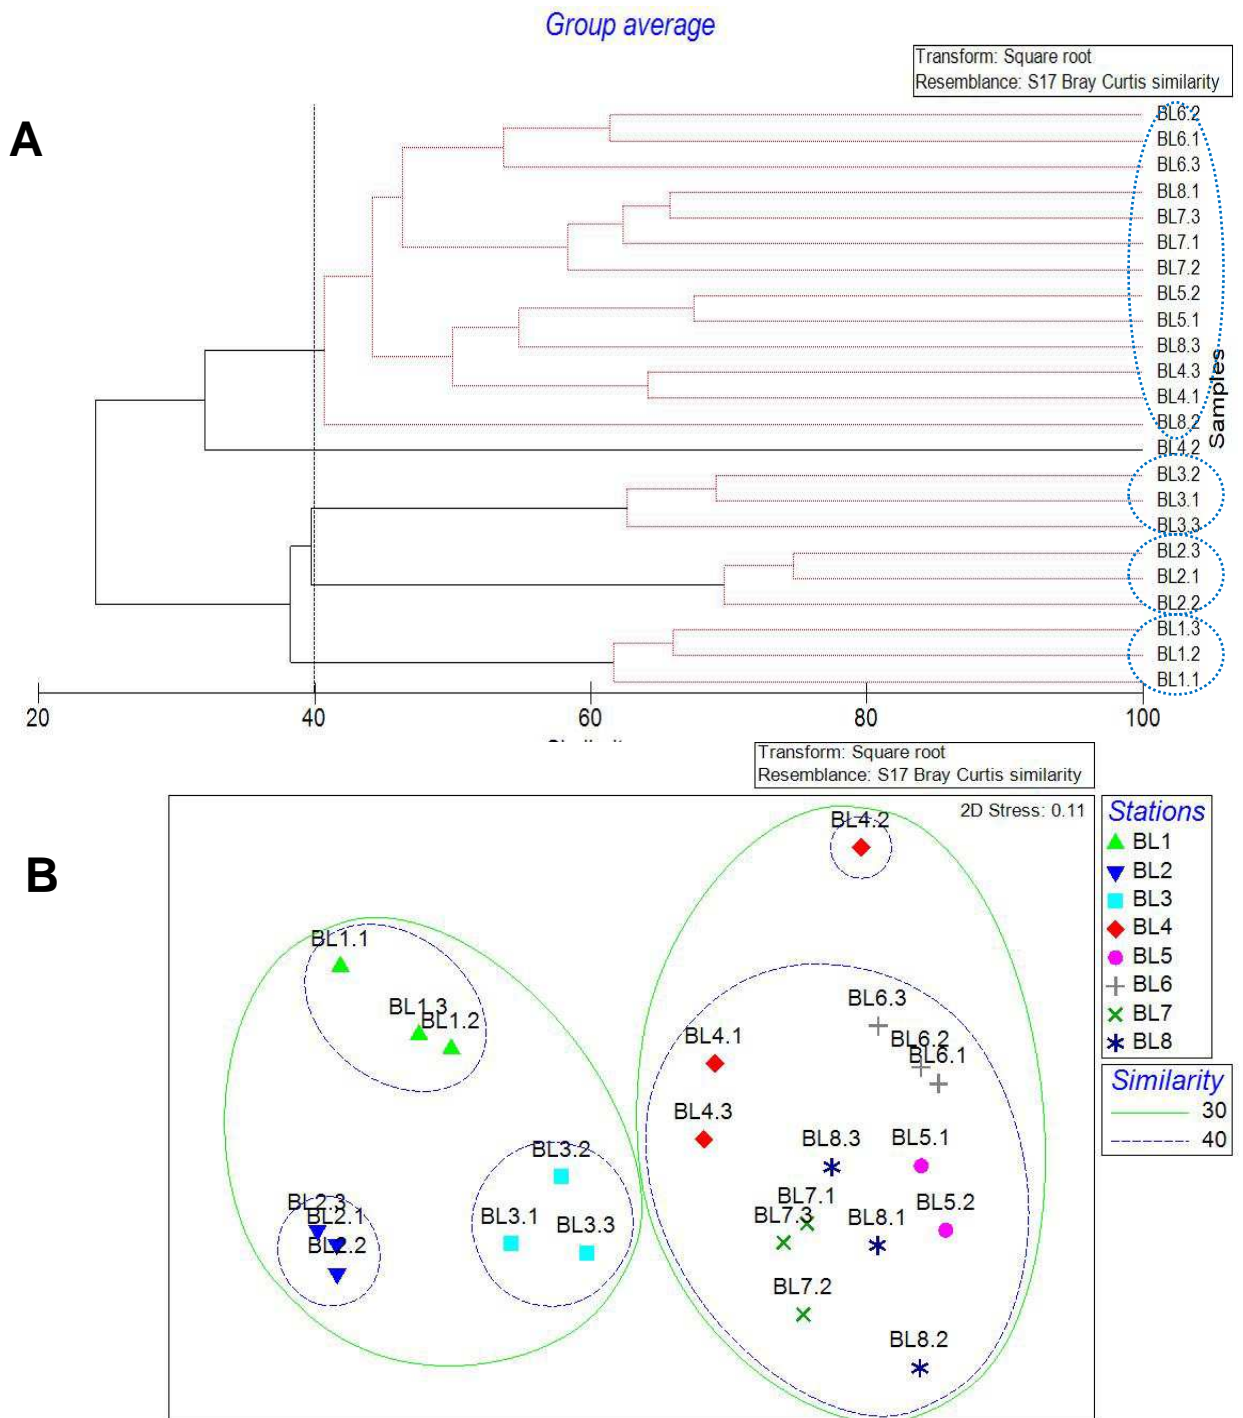 Group average
Transform: Square root
Resemblance: S17 Bray Curtis similarity
A
BL6.2
BL6.1
BL6.3
BL8.1
BL7.3
BL7.1
BL7.2
BL5.2
BL5.1
BL8.3
BL4.3
BL4.1
BL8.2
BL4.2
BL3.2
BL3.1
BL3.3
BL2.3
BL2.1
BL2.2
BL1.3
BL1.2
BL1.1
Samples
20 40 60 80 100
Transform: Square root
Resemblance: S17 Bray Curtis similarity
B
2D Stress: 0.11
BL4.2
BL1.1
BL1.3
BL1.2
BL6.3
BL4.1
BL6.2
BL6.1
BL4.3
BL8.3
BL5.1
BL3.2
BL7.1
BL2.3
BL5.2
BL2.1
BL3.1
BL7.3
BL8.1
BL3.3
BL2.2
BL7.2
BL8.2
Stations
BL1
BL2
BL3
BL4
BL5
BL6
BL7
BL8
Similarity
30
40